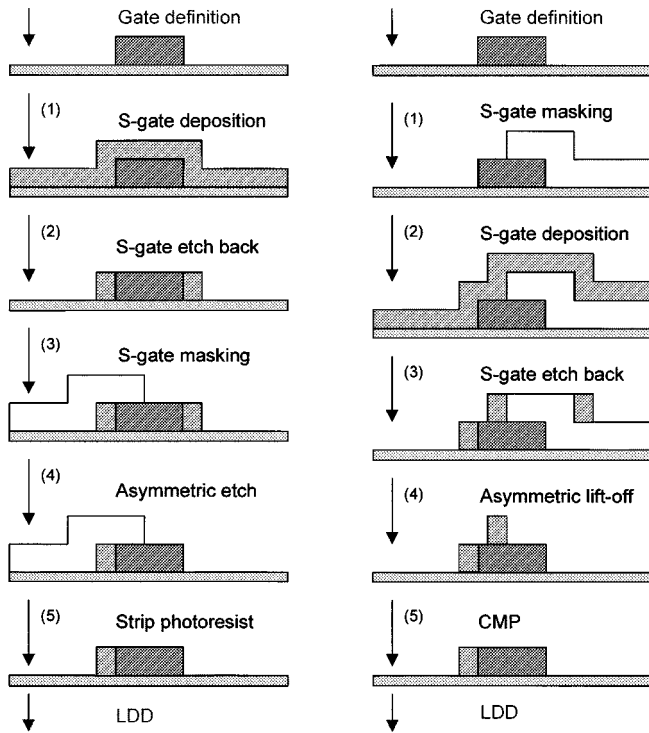 Gate definition
(1)
S-gate deposition
(2)
S-gate etch back
(3)
S-gate masking
(4)
Asymmetric etch
(5)
Strip photoresist
LDD
Gate definition
(1)
S-gate masking
(2)
S-gate deposition
(3)
S-gate etch back
(4)
Asymmetric lift-off
(5)
CMP
LDD